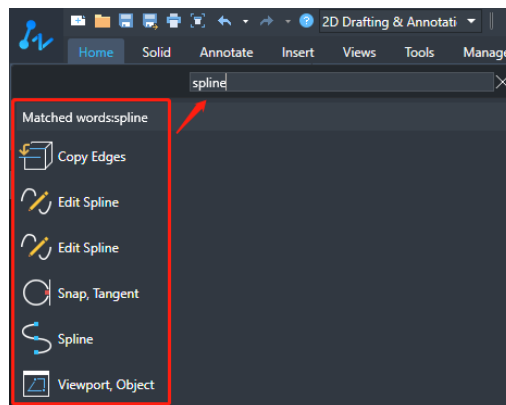 2D Drafting & Annotati
Home Solid Annotate Insert Views Tools Manage
spline
Matched words:spline
Copy Edges
Edit Spline
Edit Spline
Snap, Tangent
Spline
Viewport, Object